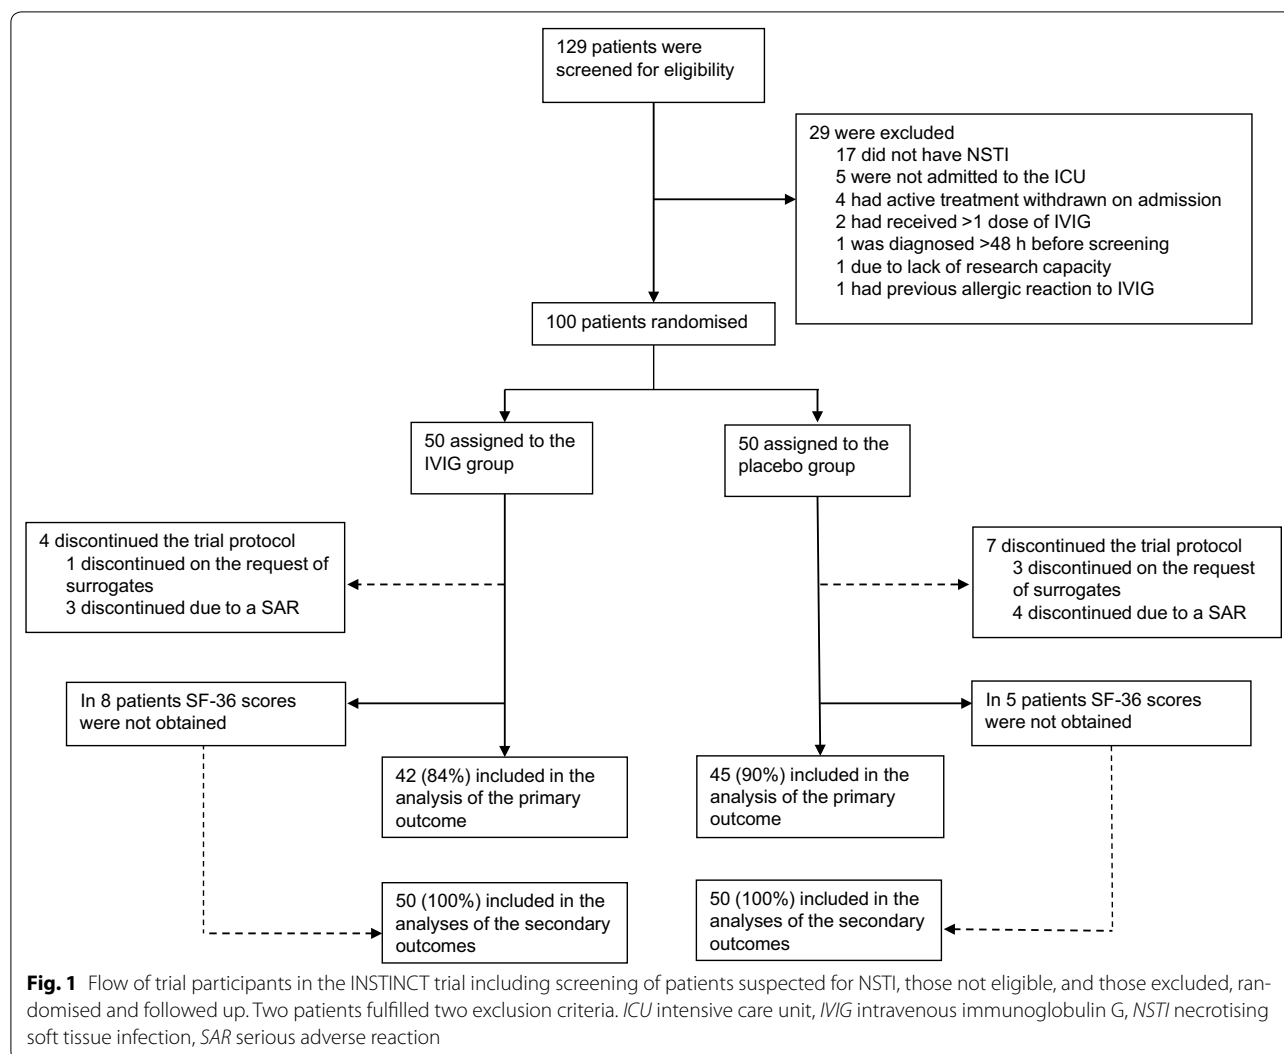 129 patients were
screened for eligibility
29 were excluded
17 did not have NSTI
5 were not admitted to the ICU
4 had active treatment withdrawn on admission
2 had received >1 dose of IVIG
1 was diagnosed >48 h before screening
1 due to lack of research capacity
1 had previous allergic reaction to IVIG
100 patients randomised
50 assigned to the
IVIG group
50 assigned to the
placebo group
4 discontinued the trial protocol
1 discontinued on the request of
surrogates
3 discontinued due to a SAR
7 discontinued the trial protocol
3 discontinued on the request
of surrogates
4 discontinued due to a SAR
In 8 patients SF-36 scores
were not obtained
In 5 patients SF-36 scores
were not obtained
42 (84%) included in the
analysis of the primary
outcome
45 (90%) included in the
analysis of the primary
outcome
50 (100%) included in the
analyses of the secondary
outcomes
50 (100%) included in the
analyses of the secondary
outcomes
Fig. 1 Flow of trial participants in the INSTINCT trial including screening of patients suspected for NSTI, those not eligible, and those excluded, ran-
domised and followed up. Two patients fulfilled two exclusion criteria. ICU intensive care unit, IVIG intravenous immunoglobulin G, NSTI necrotising
soft tissue infection, SAR serious adverse reaction